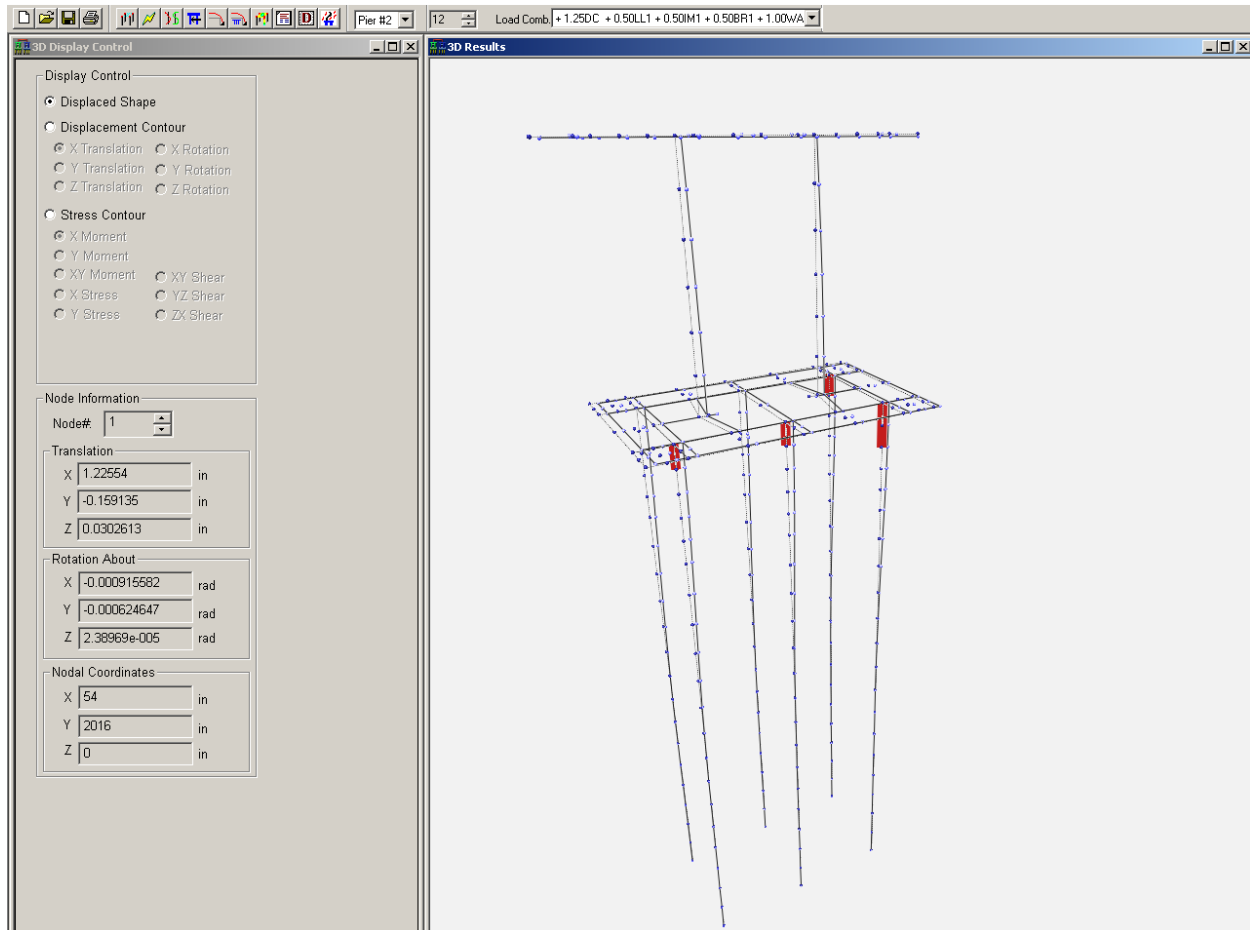 Pier #2
12
Load Comb. + 1.25DC + 0.50LL1 + 0.50IM1 + 0.50BR1 + 1.00WA
3D Display Control
3D Results
Display Control
Displaced Shape
Displacement Contour
X Translation X Rotation
Y Translation Y Rotation
Z Translation Z Rotation
Stress Contour
X Moment
Y Moment
XY Moment XY Shear
X Stress YZ Shear
Y Stress ZX Shear
Node Information
Node#: 1
Translation
X 1.22554 in
Y -0.159135 in
Z 0.0302613 in
Rotation About
X -0.000915582 rad
Y -0.000624647 rad
Z 2.38969e-005 rad
Nodal Coordinates
X 54 in
Y 2016 in
Z 0 in